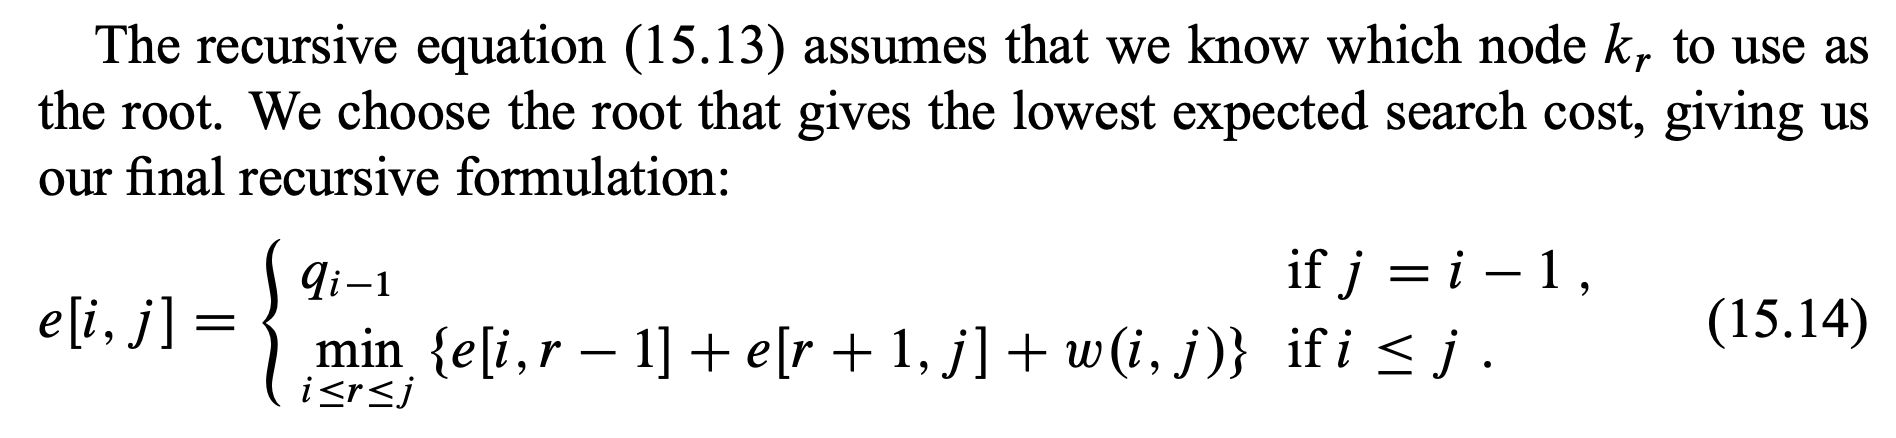 The recursive equation (15.13) assumes that we know which node k_r to use as
the root. We choose the root that gives the lowest expected search cost, giving us
our final recursive formulation:
e[i, j] = { q_{i−1} if j = i − 1 ,
min_{i≤r≤j} {e[i, r − 1] + e[r + 1, j] + w(i, j)} if i ≤ j . (15.14)